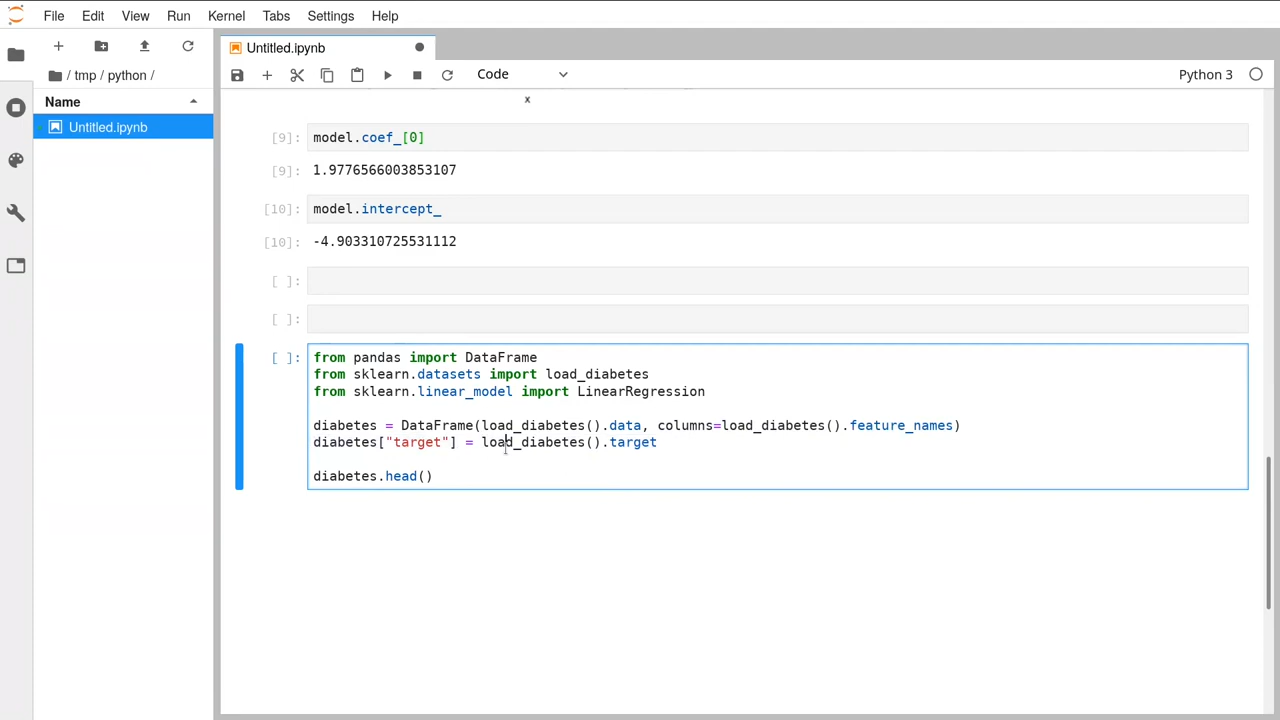 File Edit View Run Kernel Tabs Settings Help
Untitled.ipynb
/ tmp / python /
Code
Python 3
Name
Untitled.ipynb
x
[9]: model.coef_[0]
[9]: 1.9776566003853107
[10]: model.intercept_
[10]: -4.903310725531112
[ ]:
[ ]:
[ ]: from pandas import DataFrame
from sklearn.datasets import load_diabetes
from sklearn.linear_model import LinearRegression
diabetes = DataFrame(load_diabetes().data, columns=load_diabetes().feature_names)
diabetes["target"] = load_diabetes().target
diabetes.head()